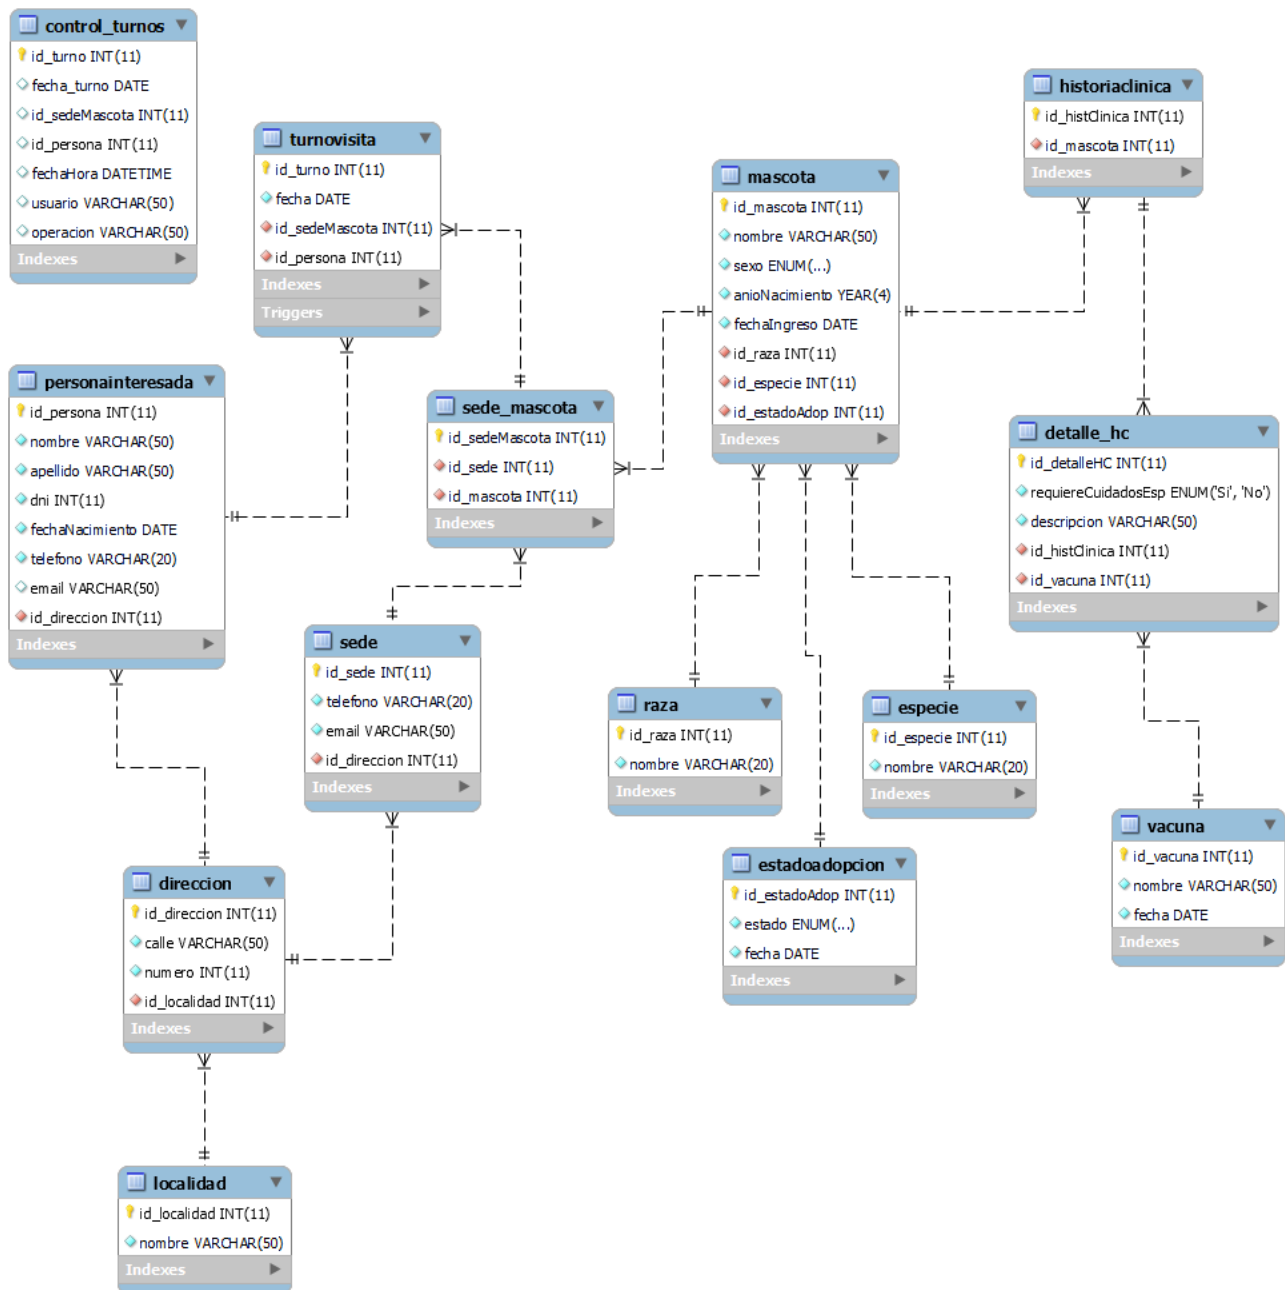 control_turnos
id_turno INT(11)
fecha_turno DATE
id_sedeMascota INT(11)
id_persona INT(11)
fechaHora DATETIME
usuario VARCHAR(50)
operacion VARCHAR(50)
Indexes
turnovisita
id_turno INT(11)
fecha DATE
id_sedeMascota INT(11)
id_persona INT(11)
Indexes
Triggers
mascota
id_mascota INT(11)
nombre VARCHAR(50)
sexo ENUM(...)
anioNacimiento YEAR(4)
fechaIngreso DATE
id_raza INT(11)
id_especie INT(11)
id_estadoAdop INT(11)
Indexes
historiaclinica
id_histClinica INT(11)
id_mascota INT(11)
Indexes
personainteresada
id_persona INT(11)
nombre VARCHAR(50)
apellido VARCHAR(50)
dni INT(11)
fechaNacimiento DATE
telefono VARCHAR(20)
email VARCHAR(50)
id_direccion INT(11)
Indexes
sede_mascota
id_sedeMascota INT(11)
id_sede INT(11)
id_mascota INT(11)
Indexes
detalle_hc
id_detalleHC INT(11)
requiereCuidadosEsp ENUM('Si', 'No')
descripcion VARCHAR(50)
id_histClinica INT(11)
id_vacuna INT(11)
Indexes
sede
id_sede INT(11)
telefono VARCHAR(20)
email VARCHAR(50)
id_direccion INT(11)
Indexes
raza
id_raza INT(11)
nombre VARCHAR(20)
Indexes
especie
id_especie INT(11)
nombre VARCHAR(20)
Indexes
vacuna
id_vacuna INT(11)
nombre VARCHAR(50)
fecha DATE
Indexes
estadoadopcion
id_estadoAdop INT(11)
estado ENUM(...)
fecha DATE
Indexes
direccion
id_direccion INT(11)
calle VARCHAR(50)
numero INT(11)
id_localidad INT(11)
Indexes
localidad
id_localidad INT(11)
nombre VARCHAR(50)
Indexes